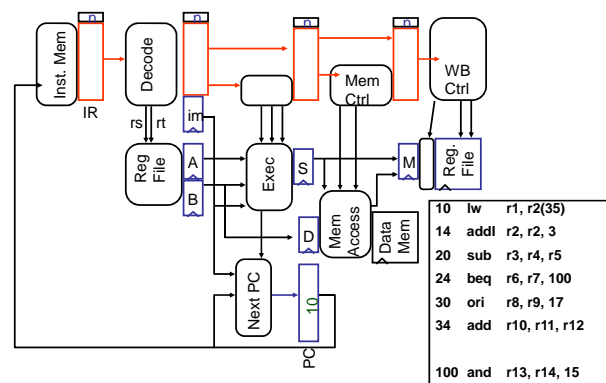 n n n n
Inst. Mem
IR
Decode
Mem
Ctrl
WB
Ctrl
rs rt
im
Reg
File
A
B
Exec
S
D
Mem
Access
Data
Mem
M
Reg.
File
Next PC
10
PC
10 lw r1, r2(35)
14 addI r2, r2, 3
20 sub r3, r4, r5
24 beq r6, r7, 100
30 ori r8, r9, 17
34 add r10, r11, r12
100 and r13, r14, 15